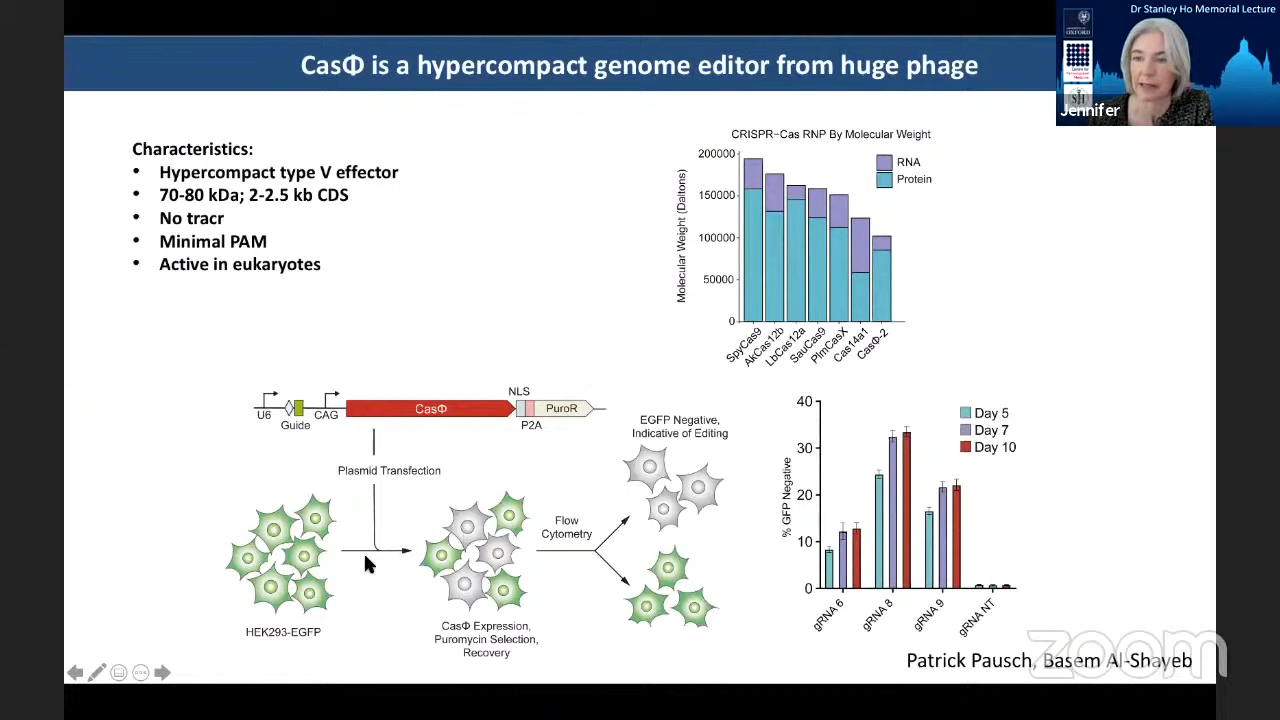 Dr Stanley Ho Memorial Lecture
UNIVERSITY OF
OXFORD
Jennifer
CasΦ is a hypercompact genome editor from huge phage
Characteristics:
• Hypercompact type V effector
• 70-80 kDa; 2-2.5 kb CDS
• No tracr
• Minimal PAM
• Active in eukaryotes
CRISPR-Cas RNP By Molecular Weight
Molecular Weight (Daltons)
200000
150000
100000
50000
0
RNA
Protein
SpyCas9
AkCas12b
LbCas12a
SauCas9
PlmCasX
Cas14a1
CasΦ-2
U6
Guide
CAG
CasΦ
NLS
P2A
PuroR
Plasmid Transfection
HEK293-EGFP
CasΦ Expression,
Puromycin Selection,
Recovery
Flow
Cytometry
EGFP Negative,
Indicative of Editing
% GFP Negative
40
30
20
10
0
Day 5
Day 7
Day 10
gRNA 6
gRNA 8
gRNA 9
gRNA NT
Patrick Pausch, Basem Al-Shayeb
zoom